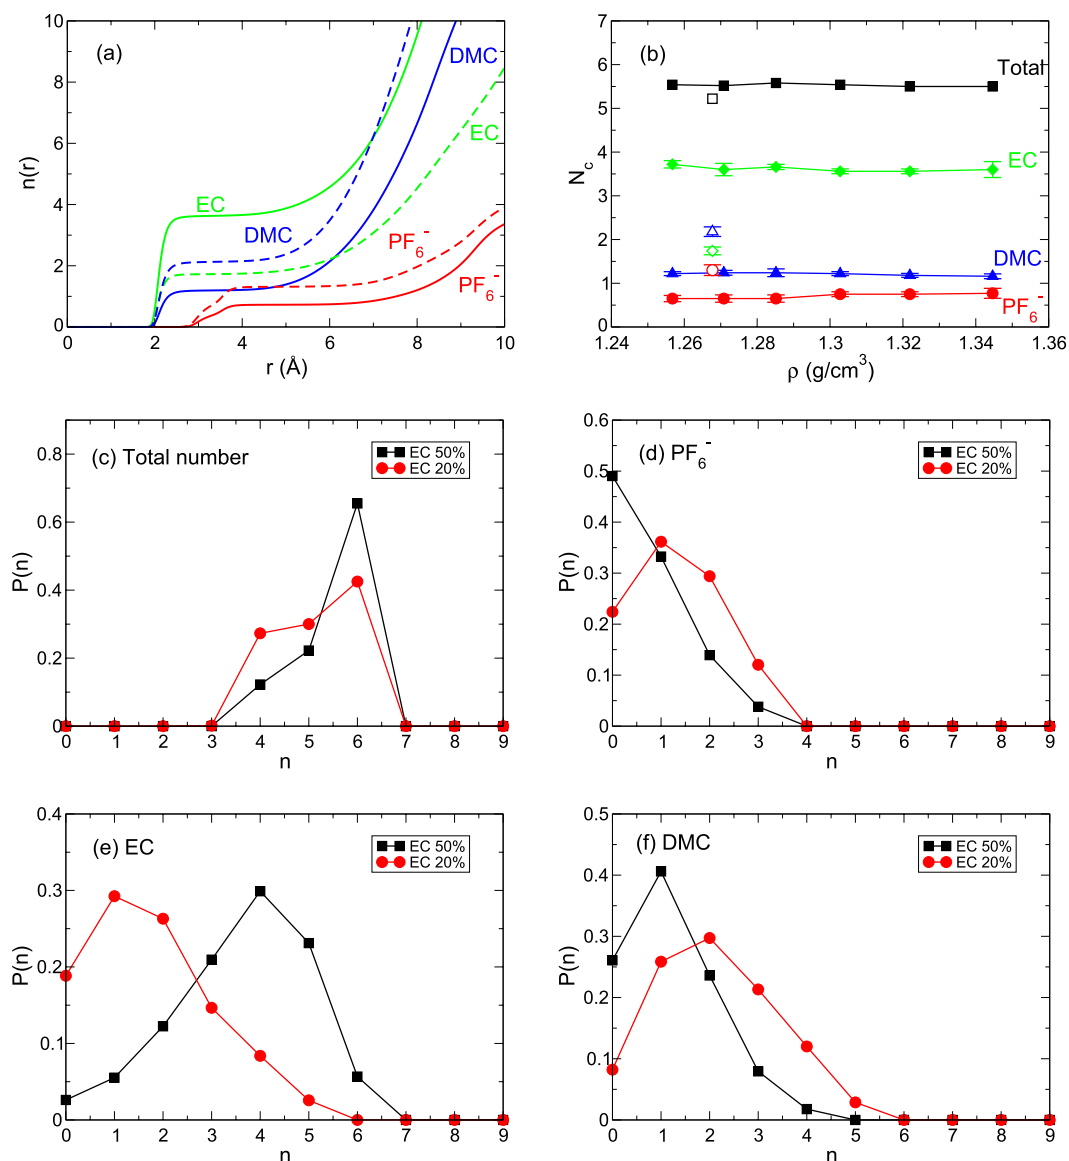 (a)
10
8
6
4
2
0
n(r)
DMC
EC
EC
DMC
PF6-
PF6-
0 2 4 6 8 10
r (Å)
(b)
7
6
5
4
3
2
1
0
Nc
Total
EC
DMC
PF6-
1.24 1.26 1.28 1.3 1.32 1.34 1.36
ρ (g/cm3)
(c) Total number
EC 50%
EC 20%
0.8
0.6
0.4
0.2
0
P(n)
0 1 2 3 4 5 6 7 8 9
n
(d) PF6-
EC 50%
EC 20%
0.6
0.5
0.4
0.3
0.2
0.1
0
P(n)
0 1 2 3 4 5 6 7 8 9
n
(e) EC
EC 50%
EC 20%
0.4
0.3
0.2
0.1
0
P(n)
0 1 2 3 4 5 6 7 8 9
n
(f) DMC
EC 50%
EC 20%
0.5
0.4
0.3
0.2
0.1
0
P(n)
0 1 2 3 4 5 6 7 8 9
n